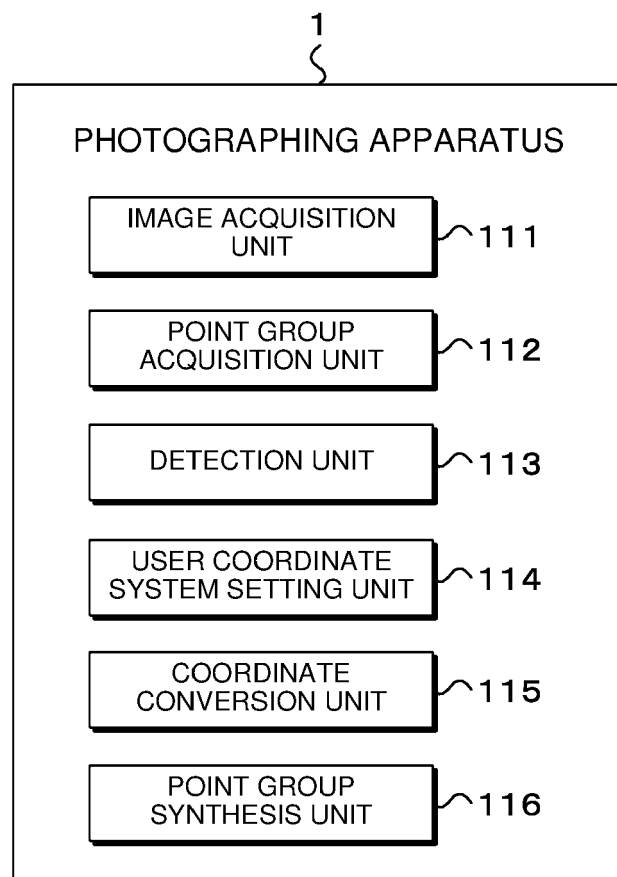 1
PHOTOGRAPHING APPARATUS
IMAGE ACQUISITION
UNIT
111
POINT GROUP
ACQUISITION UNIT
112
DETECTION UNIT
113
USER COORDINATE
SYSTEM SETTING UNIT
114
COORDINATE
CONVERSION UNIT
115
POINT GROUP
SYNTHESIS UNIT
116